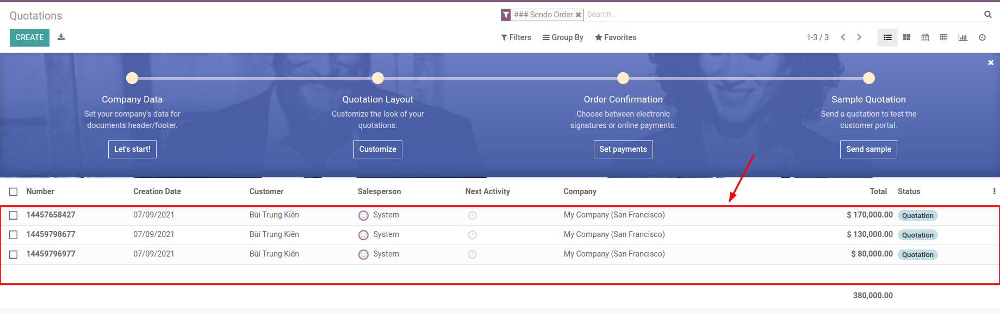 Quotations
### Sendo Order Search...
CREATE
Filters Group By Favorites 1-3 / 3
Company Data
Set your company's data for
documents header/footer.
Let's start!
Quotation Layout
Customize the look of your
quotations.
Customize
Order Confirmation
Choose between electronic
signatures or online payments.
Set payments
Sample Quotation
Send a quotation to test the
customer portal.
Send sample
Number Creation Date Customer Salesperson Next Activity Company Total Status
14457658427 07/09/2021 Bùi Trung Kiên System My Company (San Francisco) $ 170,000.00 Quotation
14459798677 07/09/2021 Bùi Trung Kiên System My Company (San Francisco) $ 130,000.00 Quotation
14459796977 07/09/2021 Bùi Trung Kiên System My Company (San Francisco) $ 80,000.00 Quotation
380,000.00